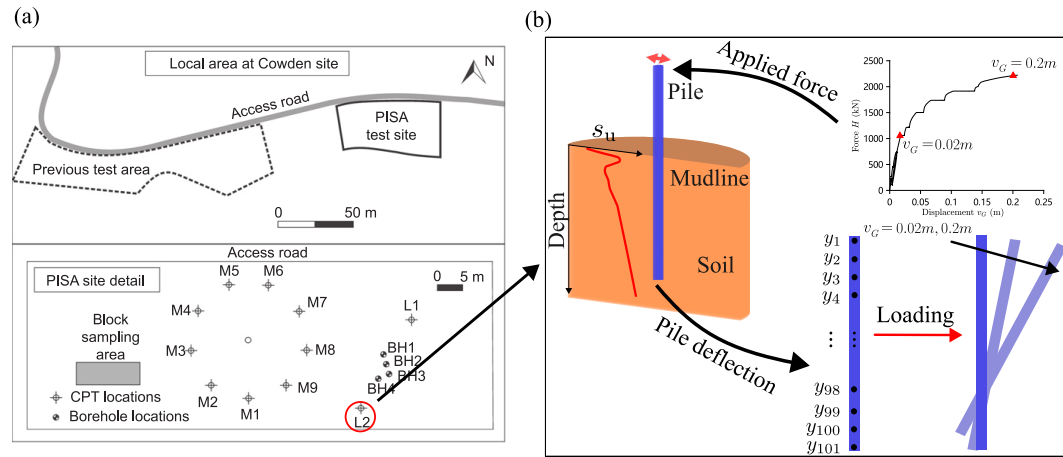 (a)
Local area at Cowden site
N
Access road
PISA
test site
Previous test area
0 50 m
Access road
PISA site detail
M5 M6
0 5 m
M4
M7
L1
Block
sampling
area
M3
M8
BH1
BH2
BH3
BH4
M2
M9
M1
CPT locations
Borehole locations
L2
(b)
Applied force
Pile
s_u
Mudline
Depth
Soil
Pile deflection
2500
2000
1500
1000
500
0
Force H (kN)
v_G = 0.2m
v_G = 0.02m
0 0.05 0.1 0.15 0.2 0.25
Displacement v_G (m)
v_G = 0.02m, 0.2m
y_1
y_2
y_3
y_4
⋮ ⋮
Loading
y_98
y_99
y_100
y_101